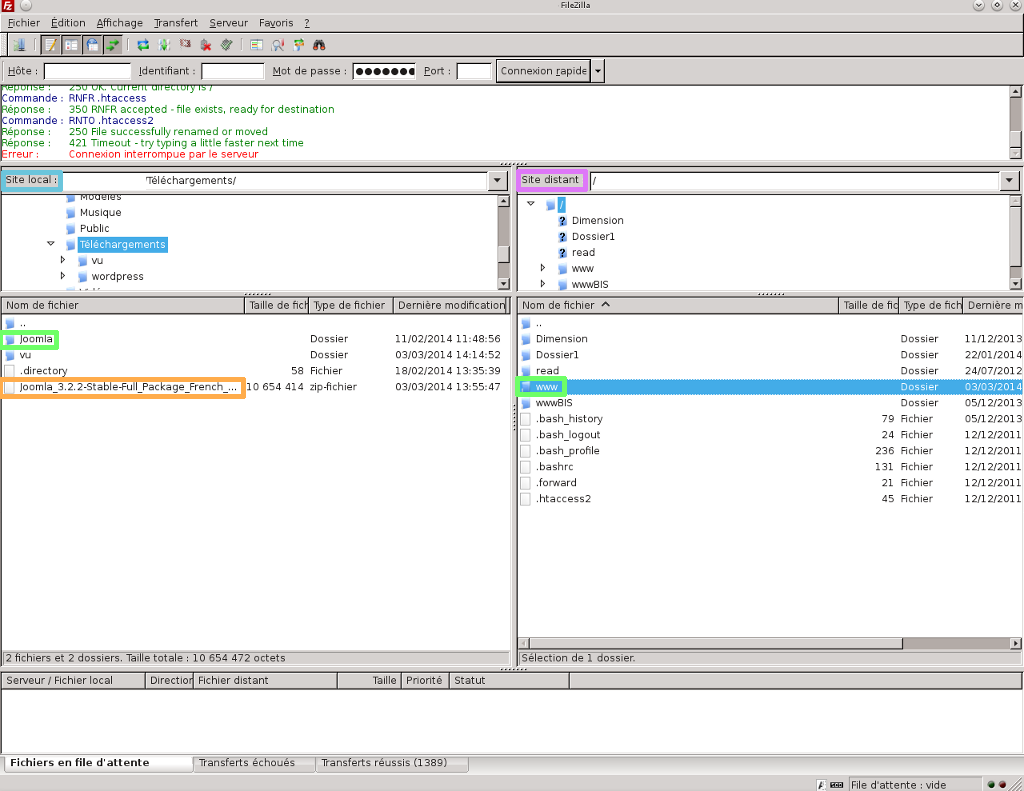 FileZilla
Fichier Édition Affichage Transfert Serveur Favoris ?
Hôte : Identifiant : Mot de passe : ●●●●●●● Port : Connexion rapide
Réponse : 250 OK. Current directory is /
Commande : RNFR .htaccess
Réponse : 350 RNFR accepted - file exists, ready for destination
Commande : RNTO .htaccess2
Réponse : 250 File successfully renamed or moved
Réponse : 421 Timeout - try typing a little faster next time
Erreur : Connexion interrompue par le serveur
Site local : 'Téléchargements/
Modèles
Musique
Public
Téléchargements
vu
wordpress
Site distant /
/
Dimension
Dossier1
read
www
wwwBIS
Nom de fichier Taille de fich Type de fichier Dernière modification
..
Joomla Dossier 11/02/2014 11:48:56
vu Dossier 03/03/2014 14:14:52
.directory 58 Fichier 18/02/2014 13:35:39
Joomla_3.2.2-Stable-Full_Package_French_... 10 654 414 zip-fichier 03/03/2014 13:55:47
2 fichiers et 2 dossiers. Taille totale : 10 654 472 octets
Nom de fichier Taille de fic Type de fich Dernière m
..
Dimension Dossier 11/12/2013
Dossier1 Dossier 22/01/2014
read Dossier 24/07/2012
www Dossier 03/03/2014
wwwBIS Dossier 05/12/2013
.bash_history 79 Fichier 05/12/2013
.bash_logout 24 Fichier 12/12/2011
.bash_profile 236 Fichier 12/12/2011
.bashrc 131 Fichier 12/12/2011
.forward 21 Fichier 12/12/2011
.htaccess2 45 Fichier 12/12/2011
Sélection de 1 dossier.
Serveur / Fichier local Direction Fichier distant Taille Priorité Statut
Fichiers en file d'attente Transferts échoués Transferts réussis (1389)
File d'attente : vide